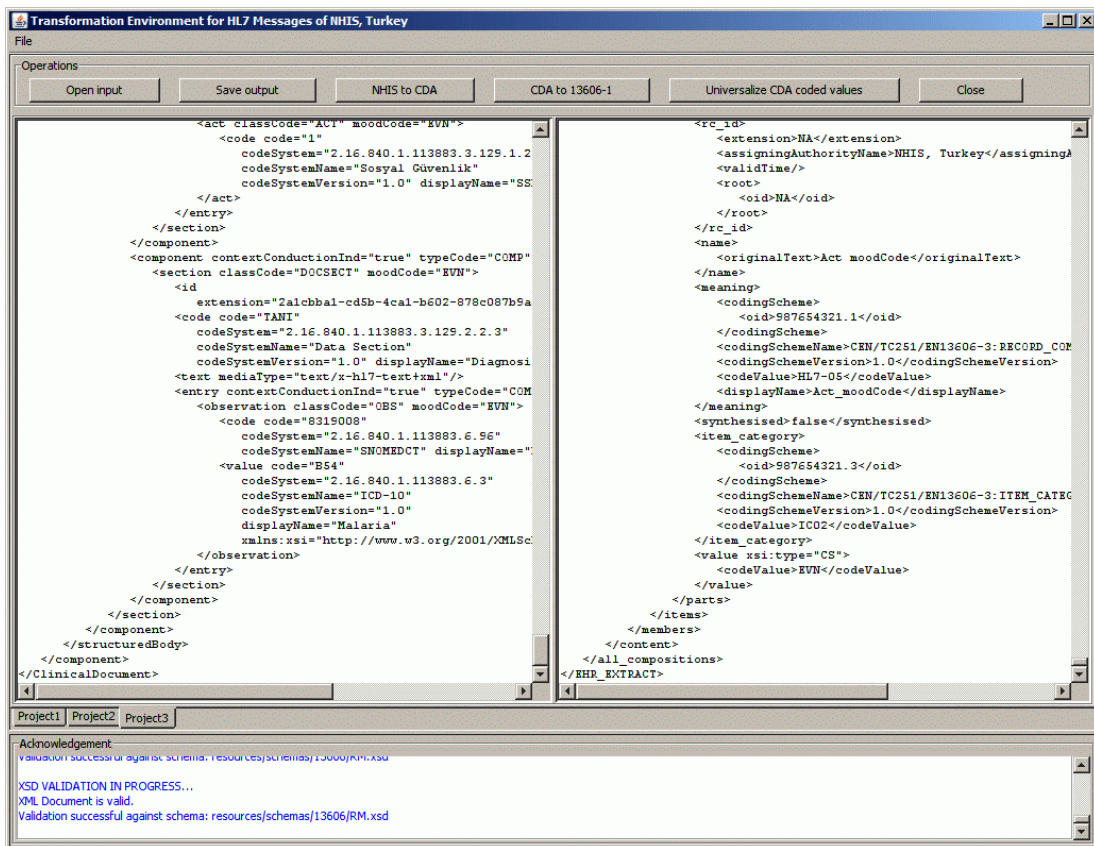 Transformation Environment for HL7 Messages of NHIS, Turkey
File
Operations
Open input
Save output
NHIS to CDA
CDA to 13606-1
Universalize CDA coded values
Close
<act classCode="ACT" moodCode="EVN">
<code code="1"
codeSystem="2.16.840.1.113883.3.129.1.2
codeSystemName="Sosyal Güvenlik"
codeSystemVersion="1.0" displayName="SS
</act>
</entry>
</section>
</component>
<component contextConductionInd="true" typeCode="COMP"
<section classCode="DOCSECT" moodCode="EVN">
<id
extension="2a1cbba1-cd5b-4ca1-b602-878c087b9a
<code code="TANI"
codeSystem="2.16.840.1.113883.3.129.2.2.3"
codeSystemName="Data Section"
codeSystemVersion="1.0" displayName="Diagnosi
<text mediaType="text/x-hl7-text+xml"/>
<entry contextConductionInd="true" typeCode="COM
<observation classCode="OBS" moodCode="EVN">
<code code="8319008"
codeSystem="2.16.840.1.113883.6.96"
codeSystemName="SNOMEDCT" displayName="
<value code="B54"
codeSystem="2.16.840.1.113883.6.3"
codeSystemName="ICD-10"
codeSystemVersion="1.0"
displayName="Malaria"
xmlns:xsi="http://www.w3.org/2001/XMLSc
</observation>
</entry>
</section>
</component>
</section>
</component>
</structuredBody>
</component>
</ClinicalDocument>
<rc_id>
<extension>NA</extension>
<assigningAuthorityName>NHIS, Turkey</assigningA
<validTime/>
<root>
<oid>NA</oid>
</root>
</rc_id>
<name>
<originalText>Act moodCode</originalText>
</name>
<meaning>
<codingScheme>
<oid>987654321.1</oid>
</codingScheme>
<codingSchemeName>CEN/TC251/EN13606-3:RECORD_COM
<codingSchemeVersion>1.0</codingSchemeVersion>
<codeValue>HL7-05</codeValue>
<displayName>Act_moodCode</displayName>
</meaning>
<synthesised>false</synthesised>
<item_category>
<codingScheme>
<oid>987654321.3</oid>
</codingScheme>
<codingSchemeName>CEN/TC251/EN13606-3:ITEM_CATEG
<codingSchemeVersion>1.0</codingSchemeVersion>
<codeValue>IC02</codeValue>
</item_category>
<value xsi:type="CS">
<codeValue>EVN</codeValue>
</value>
</parts>
</items>
</members>
</content>
</all_compositions>
</EHR_EXTRACT>
Project1 Project2 Project3
Acknowledgement
Validation successful against schema: resources/schemas/13606/RM.xsd
XSD VALIDATION IN PROGRESS...
XML Document is valid.
Validation successful against schema: resources/schemas/13606/RM.xsd